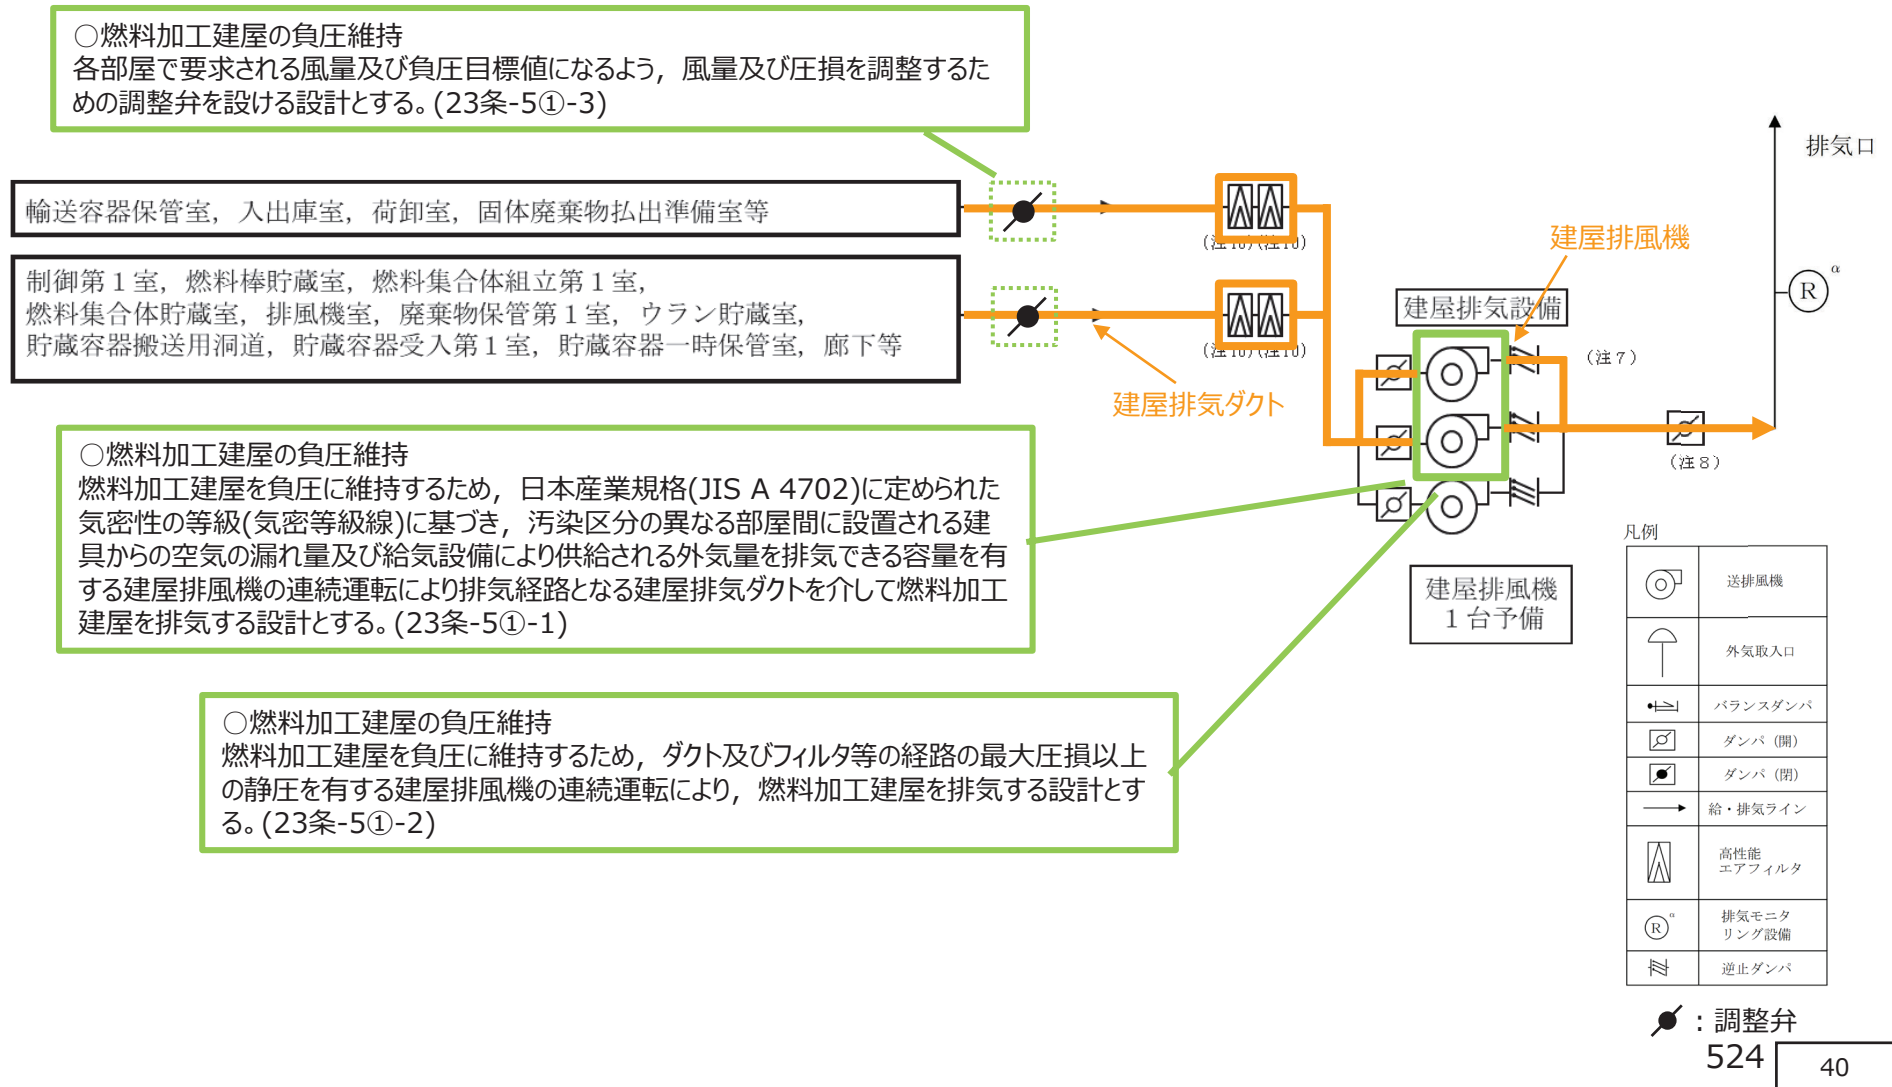 ○燃料加工建屋の負圧維持
各部屋で要求される風量及び負圧目標値になるよう，風量及び圧損を調整するた
めの調整弁を設ける設計とする。(23条-5①-3)
排気口
輸送容器保管室，入出庫室，荷卸室，固体廃棄物払出準備室等
(注10)(注10)
建屋排風機
制御第１室，燃料棒貯蔵室，燃料集合体組立第１室，
燃料集合体貯蔵室，排風機室，廃棄物保管第１室，ウラン貯蔵室，
貯蔵容器搬送用洞道，貯蔵容器受入第１室，貯蔵容器一時保管室，廊下等
(注10)(注10)
R α
建屋排気設備
(注７)
建屋排気ダクト
(注８)
○燃料加工建屋の負圧維持
燃料加工建屋を負圧に維持するため，日本産業規格(JIS A 4702)に定められた
気密性の等級(気密等級線)に基づき，汚染区分の異なる部屋間に設置される建
具からの空気の漏れ量及び給気設備により供給される外気量を排気できる容量を有
する建屋排風機の連続運転により排気経路となる建屋排気ダクトを介して燃料加工
建屋を排気する設計とする。(23条-5①-1)
建屋排風機
１台予備
○燃料加工建屋の負圧維持
燃料加工建屋を負圧に維持するため，ダクト及びフィルタ等の経路の最大圧損以上
の静圧を有する建屋排風機の連続運転により，燃料加工建屋を排気する設計とす
る。(23条-5①-2)
凡例
送排風機
外気取入口
バランスダンパ
ダンパ（開）
ダンパ（閉）
給・排気ライン
高性能
エアフィルタ
R α
排気モニタ
リング設備
逆止ダンパ
：調整弁
524
40